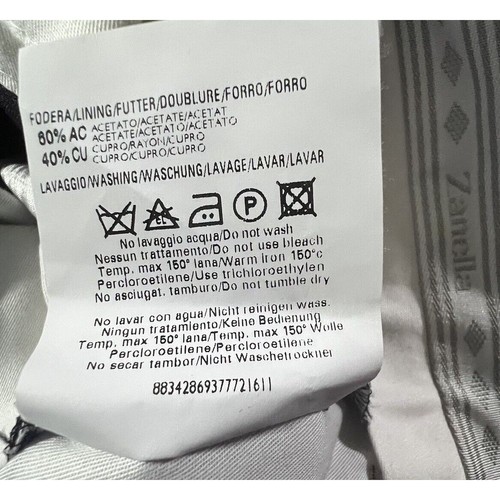 FODERA/LINING/FUTTER/DOUBLURE/FORRO/FORRO
60% AC ACETATO/ACETATE/ACETAT
ACETATE/ACETATO/ACETATO
40% CU CUPRO/RAYON/CUPRO
CUPRO/CUPRO/CUPRO
LAVAGGIO/WASHING/WASCHUNG/LAVAGE/LAVAR/LAVAR
CL P
No lavaggio acqua/Do not wash
Nessun trattamento/Do not use bleach
Temp. max 150° lana/Warm iron 150°c
Percloroetilene/Use trichloroethylen
No asciugat. tamburo/Do not tumble dry
No lavar con agua/Nicht reinigen wass.
Ningun tratamiento/Keine Bedienung
Temp. max 150° lana/Temp. max 150° Wolle
Percloroetilene/Percloroetilene
No secar tambor/Nicht Waschetrockner
88342869377721611
Zanella